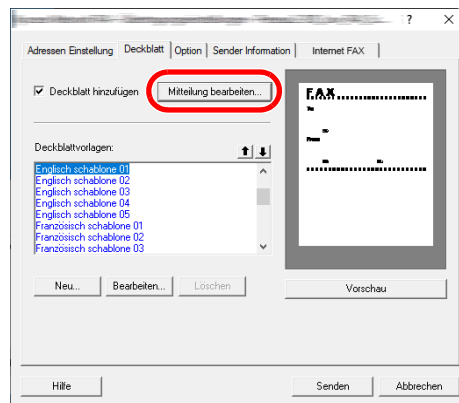 ?
Adressen Einstellung Deckblatt Option Sender Information Internet FAX
Deckblatt hinzufügen Mitteilung bearbeiten...
FAX
To
From
Deckblattvorlagen:
Englisch schablone 01
Englisch schablone 02
Englisch schablone 03
Englisch schablone 04
Englisch schablone 05
Französisch schablone 01
Französisch schablone 02
Französisch schablone 03
Neu... Bearbeiten... Löschen Vorschau
Hilfe Senden Abbrechen